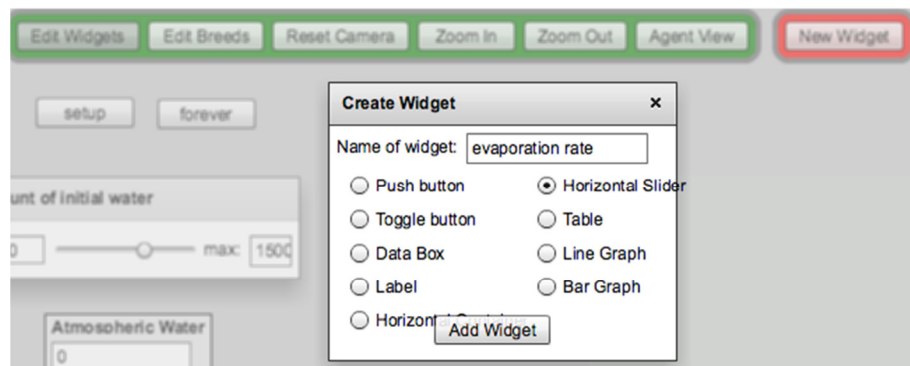 Edit Widgets Edit Breeds Reset Camera Zoom In Zoom Out Agent View New Widget
setup forever
Create Widget x
Name of widget: evaporation rate
Push button Horizontal Slider
unt of initial water
Toggle button Table
0 max: 1500
Data Box Line Graph
Label Bar Graph
Add Widget
Atmospheric Water
0